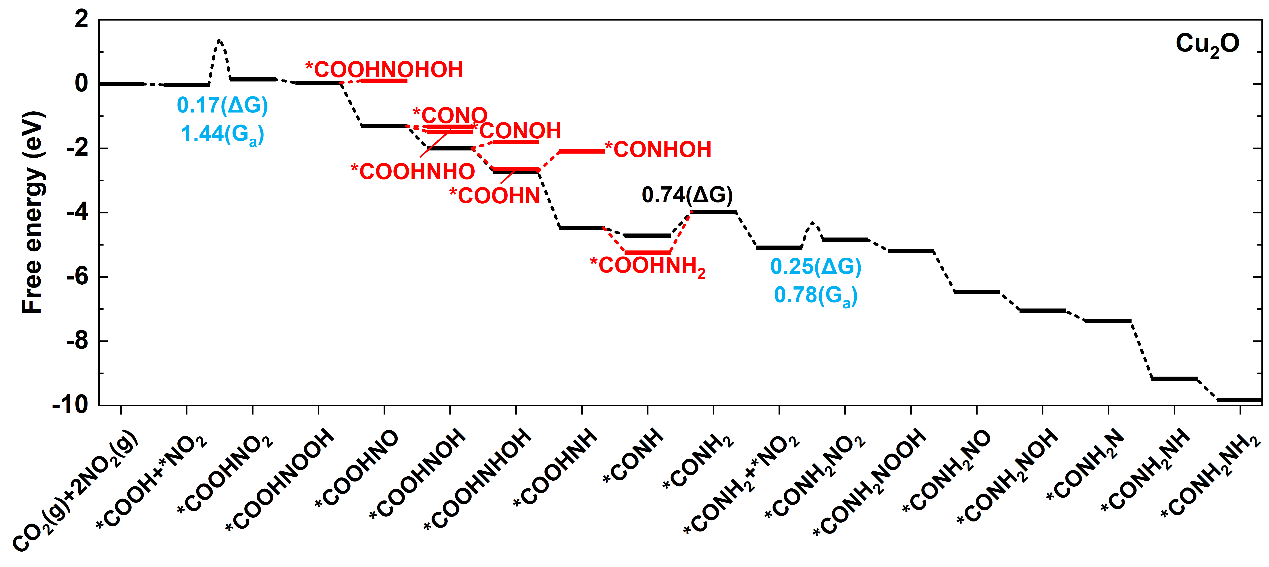 2
0
-2
-4
-6
-8
-10
Free energy (eV)
Cu₂O
*COOHNOHOH
0.17(ΔG)
1.44(Gₐ)
*CONO
*CONOH
*COOHNHO
*CONHOH
*COOHN
0.74(ΔG)
*COOHNH₂
0.25(ΔG)
0.78(Gₐ)
CO₂(g)+2NO₂(g)
*COOH+*NO₂
*COOHNO₂
*COOHNOOH
*COOHNO
*COOHNOH
*COOHNHOH
*COOHNH
*CONH
*CONH₂
*CONH₂+*NO₂
*CONH₂NO₂
*CONH₂NOOH
*CONH₂NO
*CONH₂NOH
*CONH₂N
*CONH₂NH
*CONH₂NH₂